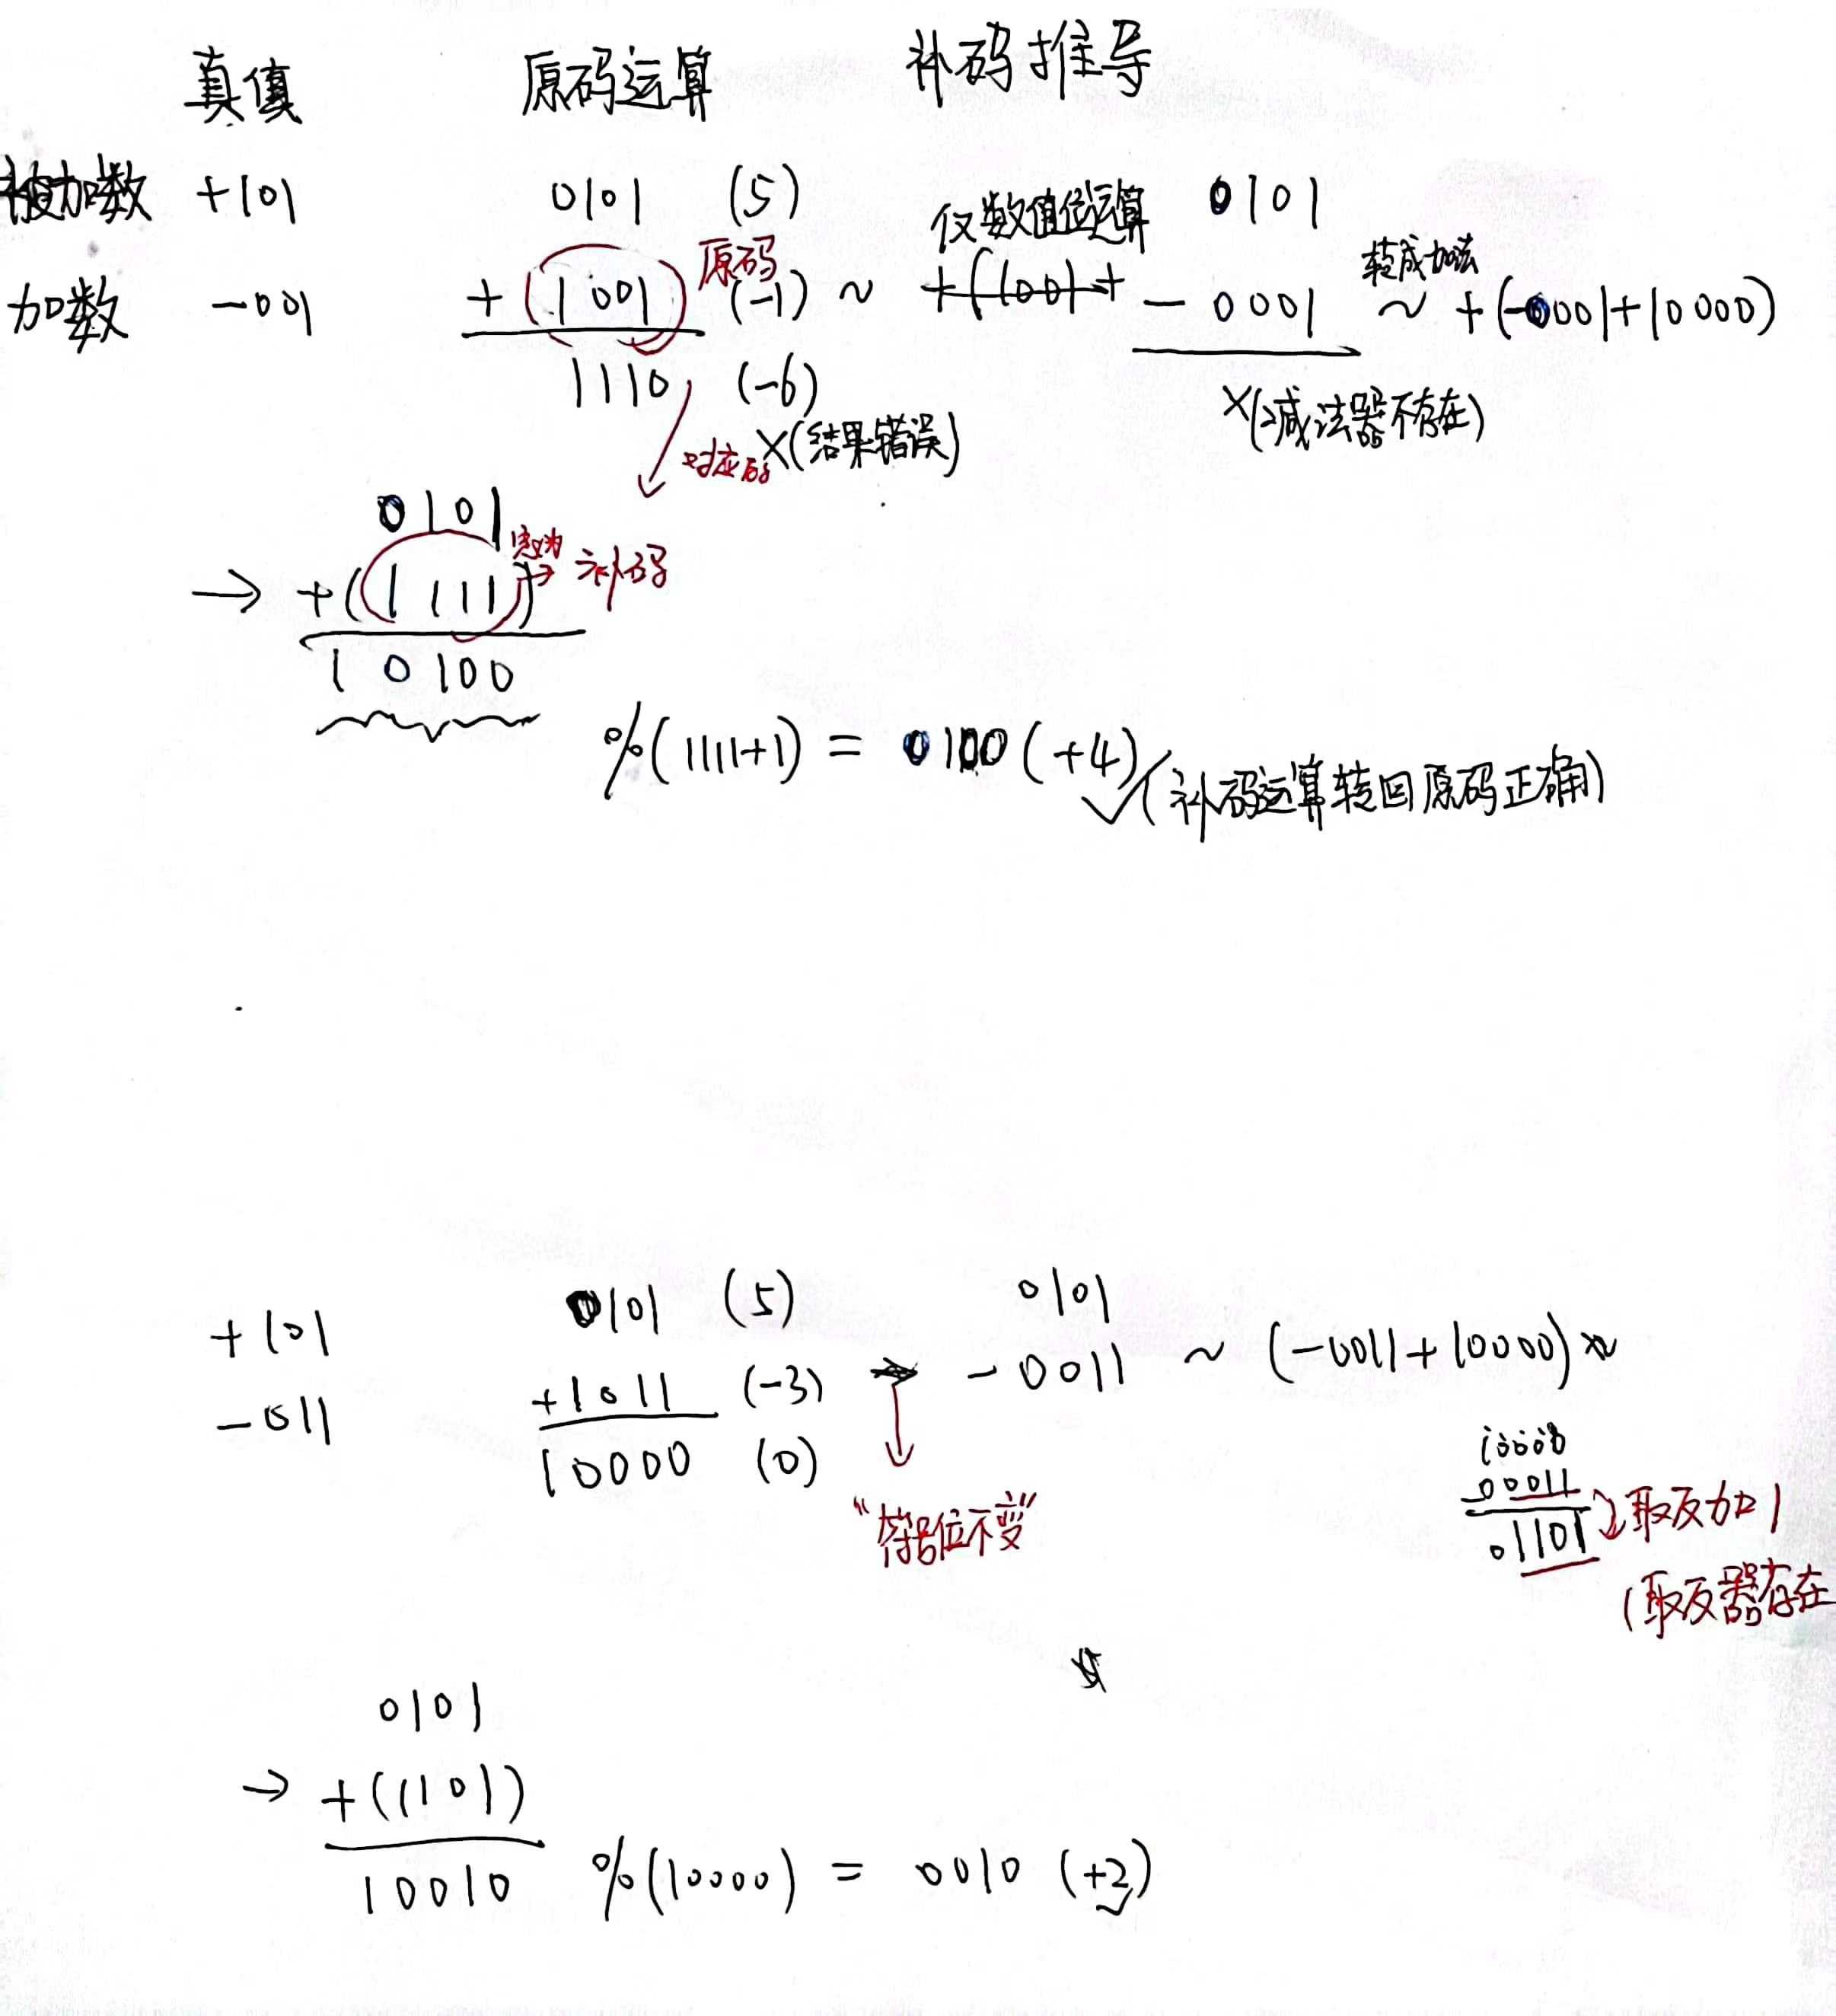 真值 原码运算 补码推导
被加数 +101 0101 (5) 仅数值位运算 0101
原码 转成加法
加数 -001 + (1001) (-1) ~ +(1001+ - 0001 ~ +(-0001+10000)
1110 (-6) X(减法器不存在)
对应 X(结果错误)
0101
→ +(1111) → 补码
10100
%(1111+1) = 0100 (+4) ✓(补码运算转回原码正确)
+101 0101 (5) 0101
-011 +1011 (-3) → -0011 ~ (-0011+10000)
10000 (0)
10000
"符号位不变" -00011 取反加1
01101
(取反器存在
0101
→ +(1101)
10010 %(10000) = 0010 (+2) ✓